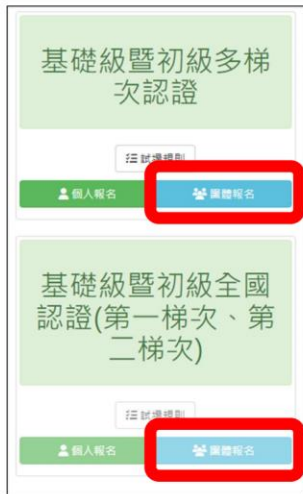 基礎級暨初級多梯
次認證
試場規則
個人報名
團體報名
基礎級暨初級全國
認證(第一梯次、第
二梯次)
試場規則
個人報名
團體報名